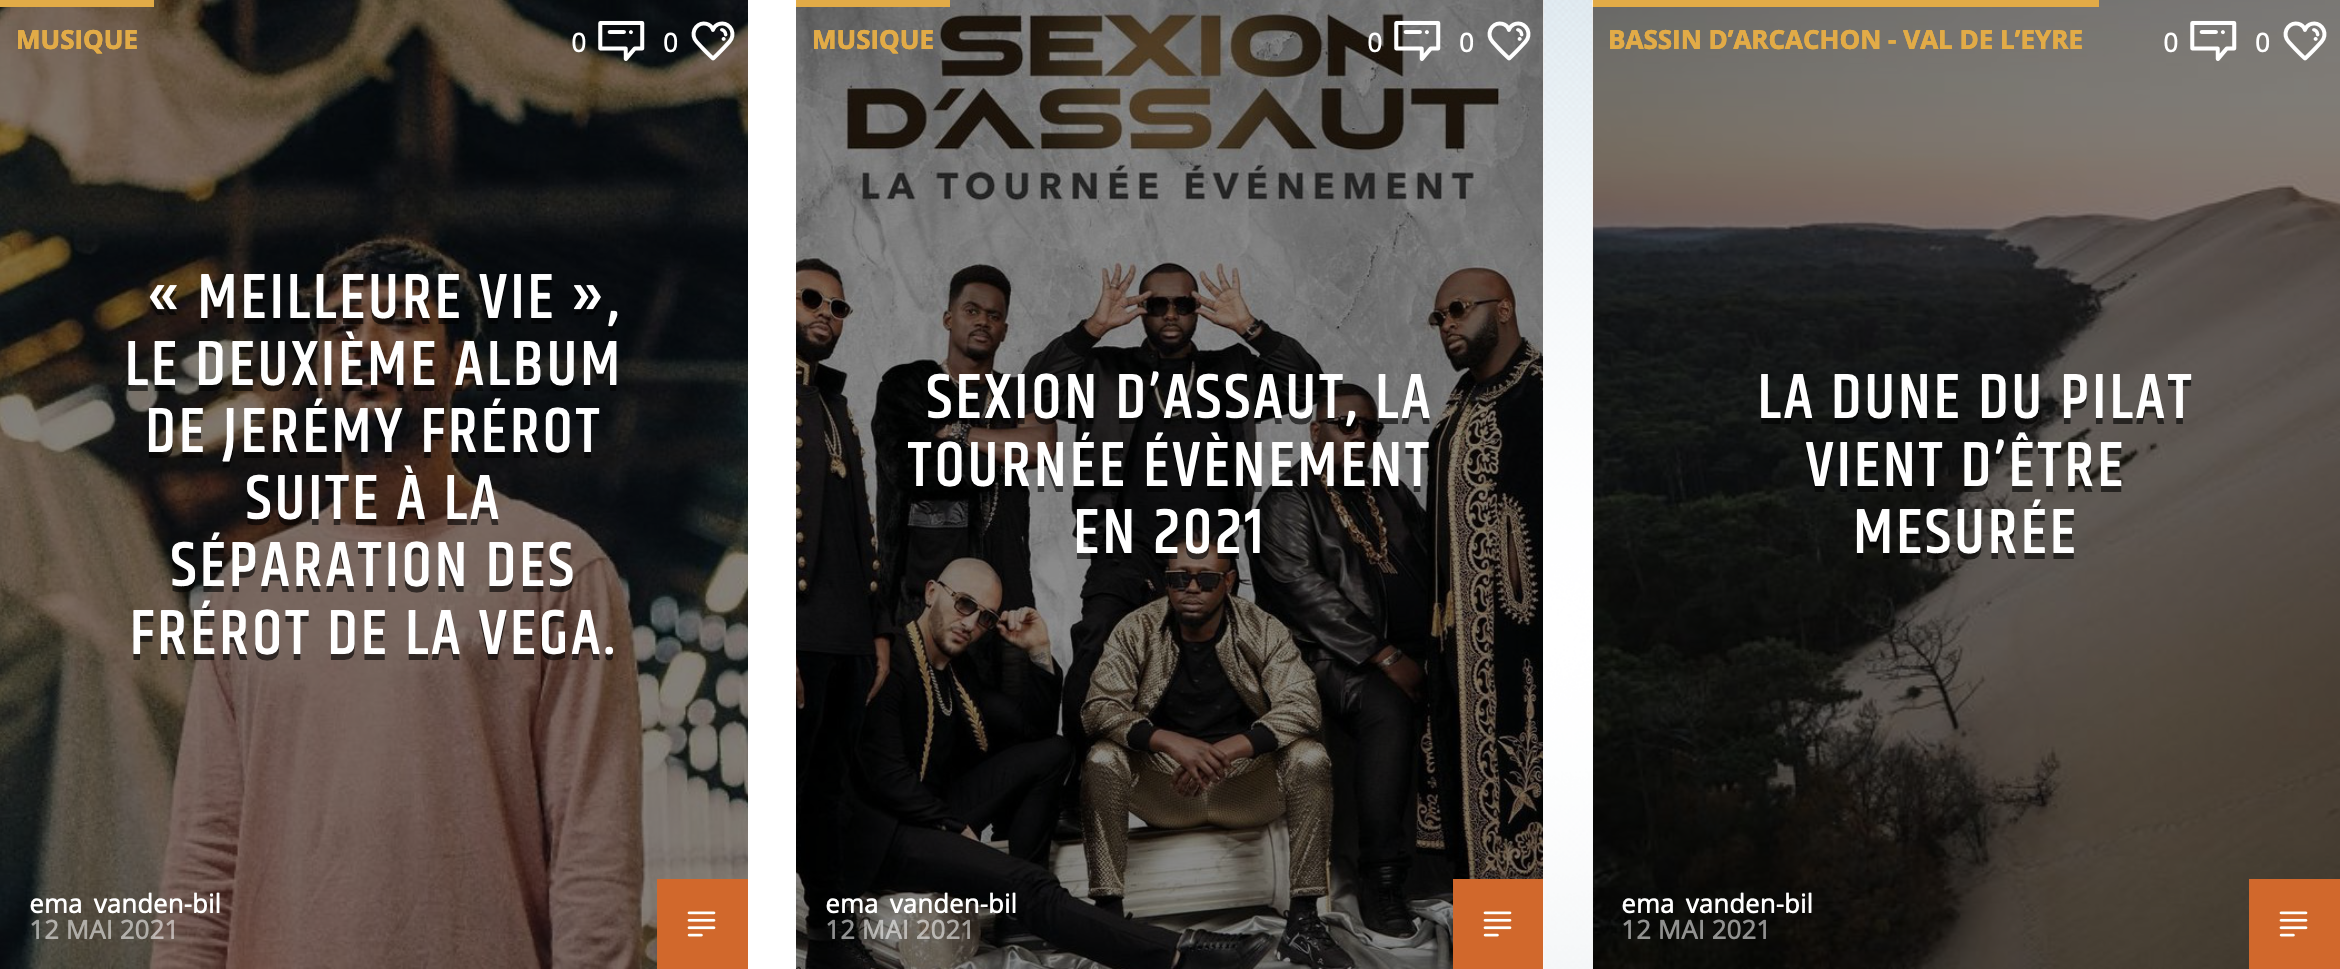 MUSIQUE
0
0
« MEILLEURE VIE »,
LE DEUXIÈME ALBUM
DE JERÉMY FRÉROT
SUITE À LA
SÉPARATION DES
FRÉROT DE LA VEGA.
ema vanden-bil
12 MAI 2021
MUSIQUE
0
0
SEXION
D'ASSAUT
LA TOURNÉE ÉVÉNEMENT
SEXION D’ASSAUT, LA
TOURNÉE ÉVÈNEMENT
EN 2021
ema vanden-bil
12 MAI 2021
BASSIN D’ARCACHON - VAL DE L’EYRE
0
0
LA DUNE DU PILAT
VIENT D’ÊTRE
MESURÉE
ema vanden-bil
12 MAI 2021